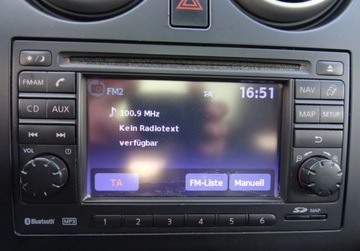 FM2 TA 16:51
FM-AM NAV
100.9 MHz
CD AUX MAP SETUP
Kein Radiotext
verfügbar
VOL
TA FM-Liste Manuell
Bluetooth MP3 1 2 3 4 5 6 SD MAP